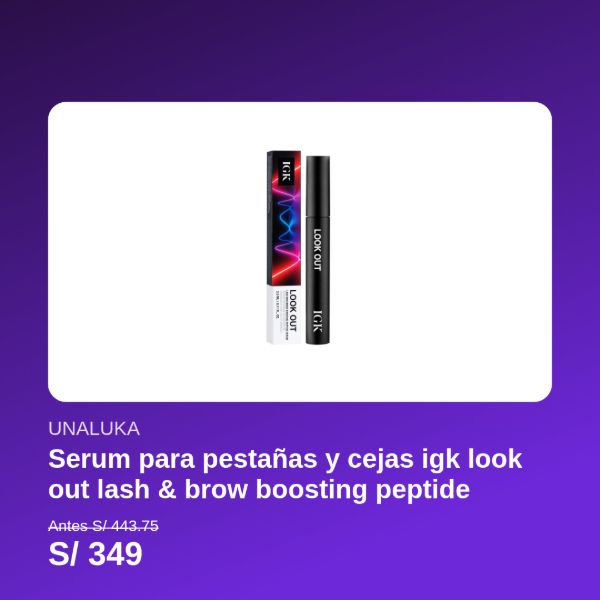 IGK
LOOK OUT
LOOK OUT
IGK
UNALUKA
Serum para pestañas y cejas igk look
out lash & brow boosting peptide
Antes S/ 443.75
S/ 349